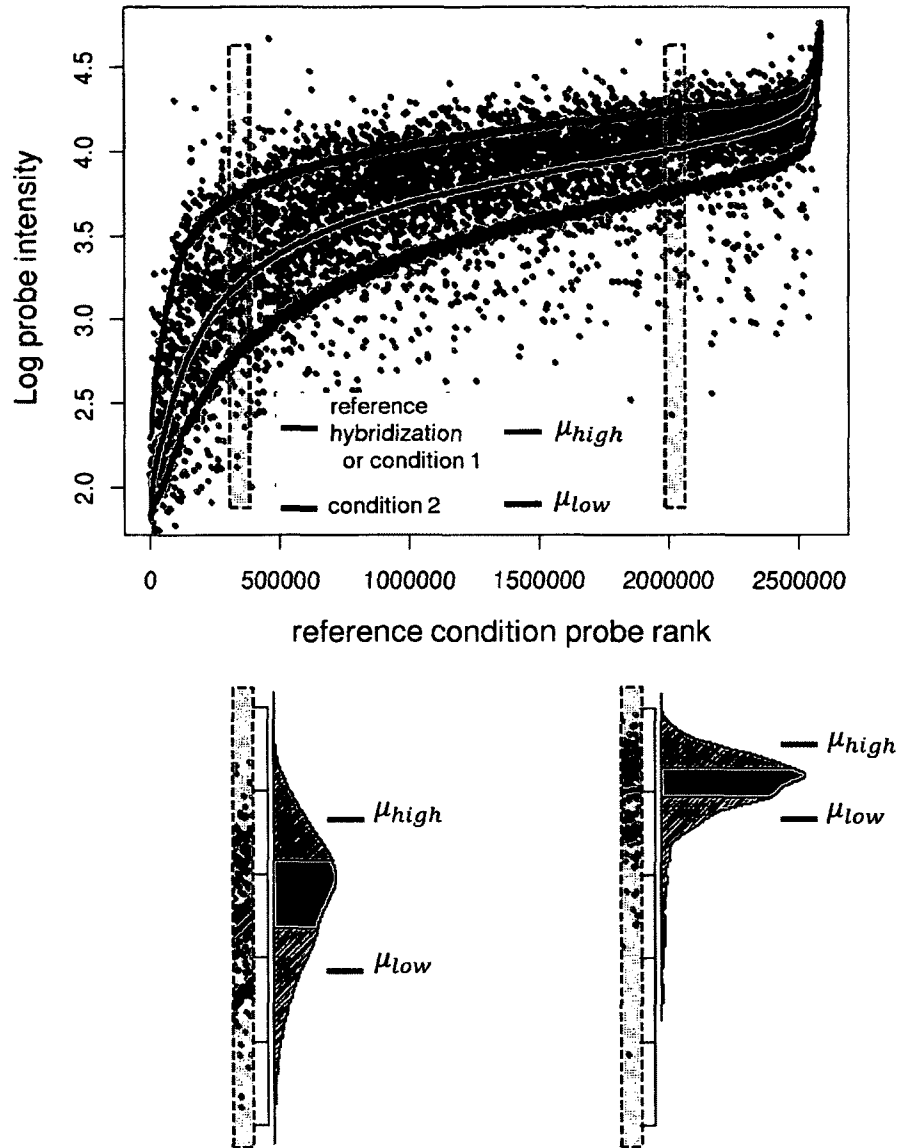 Log probe intensity
4.5
4.0
3.5
3.0
2.5
2.0
reference
hybridization
or condition 1
condition 2
μhigh
μlow
0 500000 1000000 1500000 2000000 2500000
reference condition probe rank
μhigh
μlow
μhigh
μlow